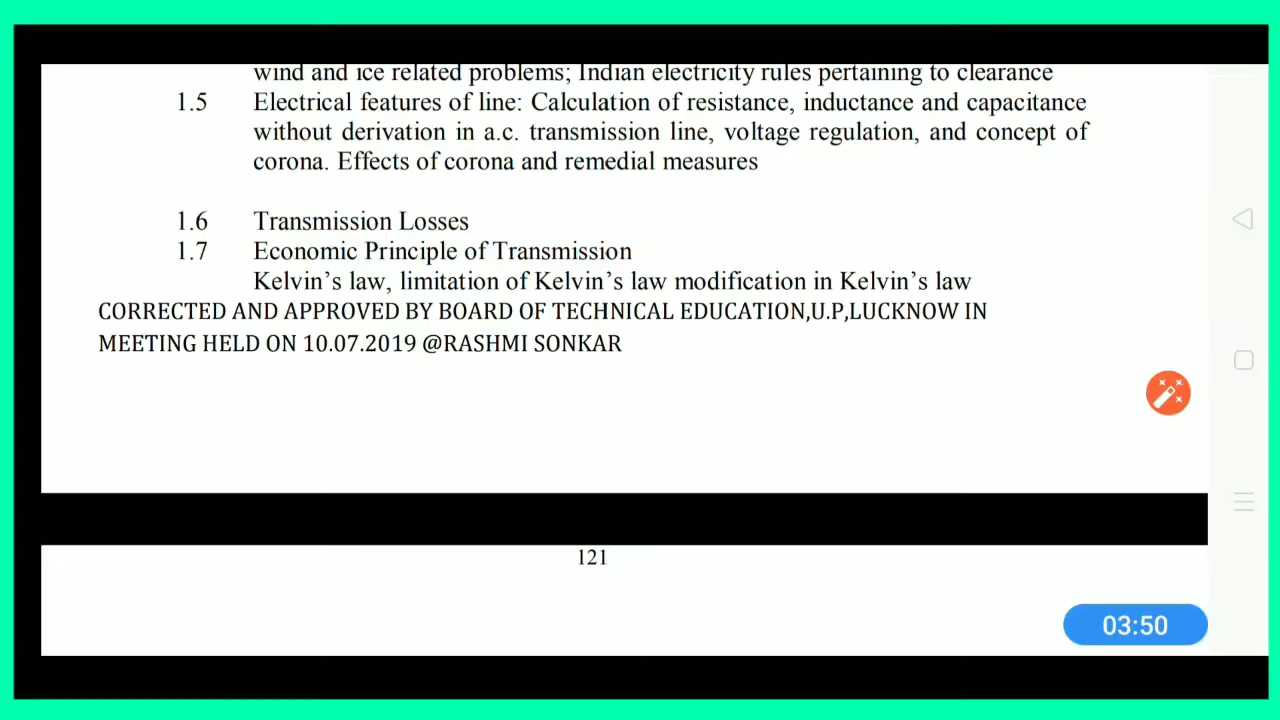 wind and ice related problems; Indian electricity rules pertaining to clearance
1.5 Electrical features of line: Calculation of resistance, inductance and capacitance
without derivation in a.c. transmission line, voltage regulation, and concept of
corona. Effects of corona and remedial measures
1.6 Transmission Losses
1.7 Economic Principle of Transmission
Kelvin's law, limitation of Kelvin's law modification in Kelvin's law
CORRECTED AND APPROVED BY BOARD OF TECHNICAL EDUCATION,U.P,LUCKNOW IN
MEETING HELD ON 10.07.2019 @RASHMI SONKAR
121
03:50